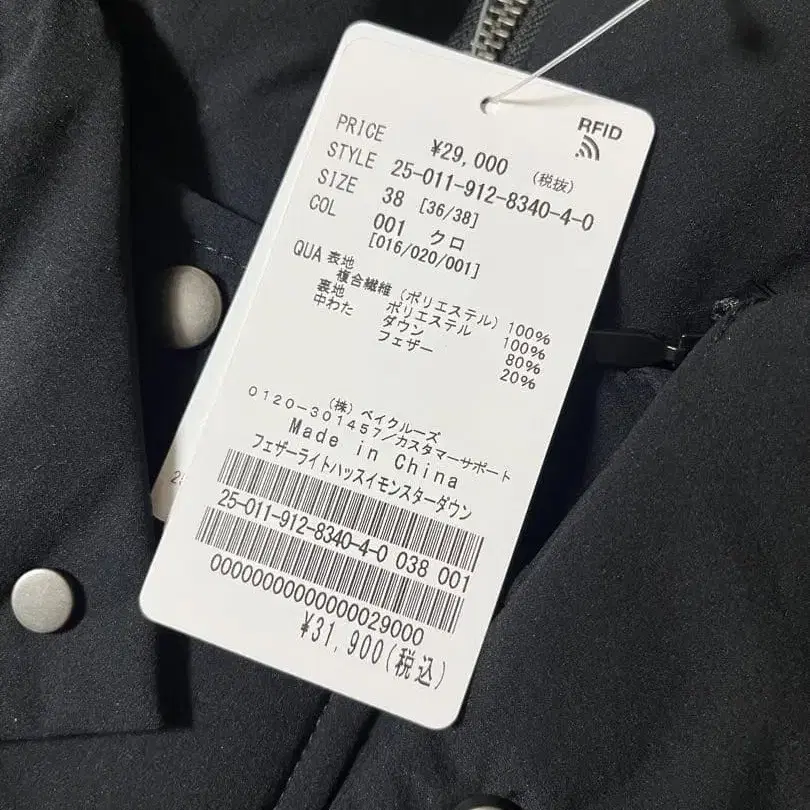 RFID
PRICE ¥29,000 (税抜)
STYLE 25-011-912-8340-4-0
SIZE 38 [36/38]
COL 001 クロ
[016/020/001]
QUA 表地
複合繊維(ポリエステル) 100%
裏地 ポリエステル 100%
中わた ダウン 80%
フェザー 20%
(株)ベイクルーズ
0120-301457/カスタマーサポート
Made in China
フェザーライトハッスイモンスターダウン
25-011-912-8340-4-0 038 001
0000000000000000029000
¥31,900(税込)